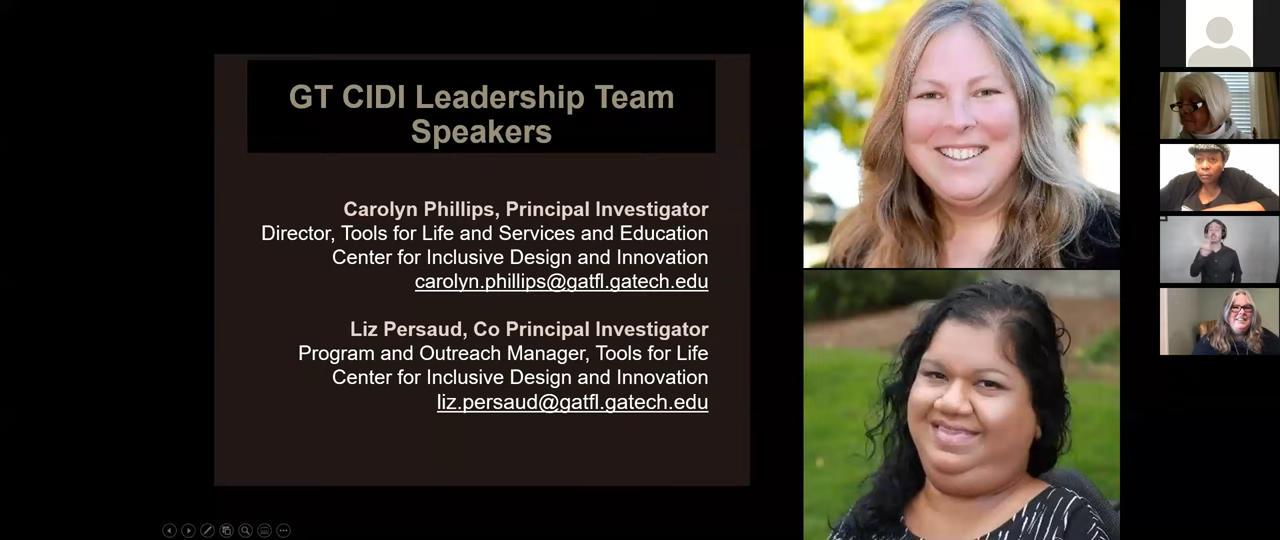 GT CIDI Leadership Team
Speakers
Carolyn Phillips, Principal Investigator
Director, Tools for Life and Services and Education
Center for Inclusive Design and Innovation
carolyn.phillips@gatfl.gatech.edu
Liz Persaud, Co Principal Investigator
Program and Outreach Manager, Tools for Life
Center for Inclusive Design and Innovation
liz.persaud@gatfl.gatech.edu